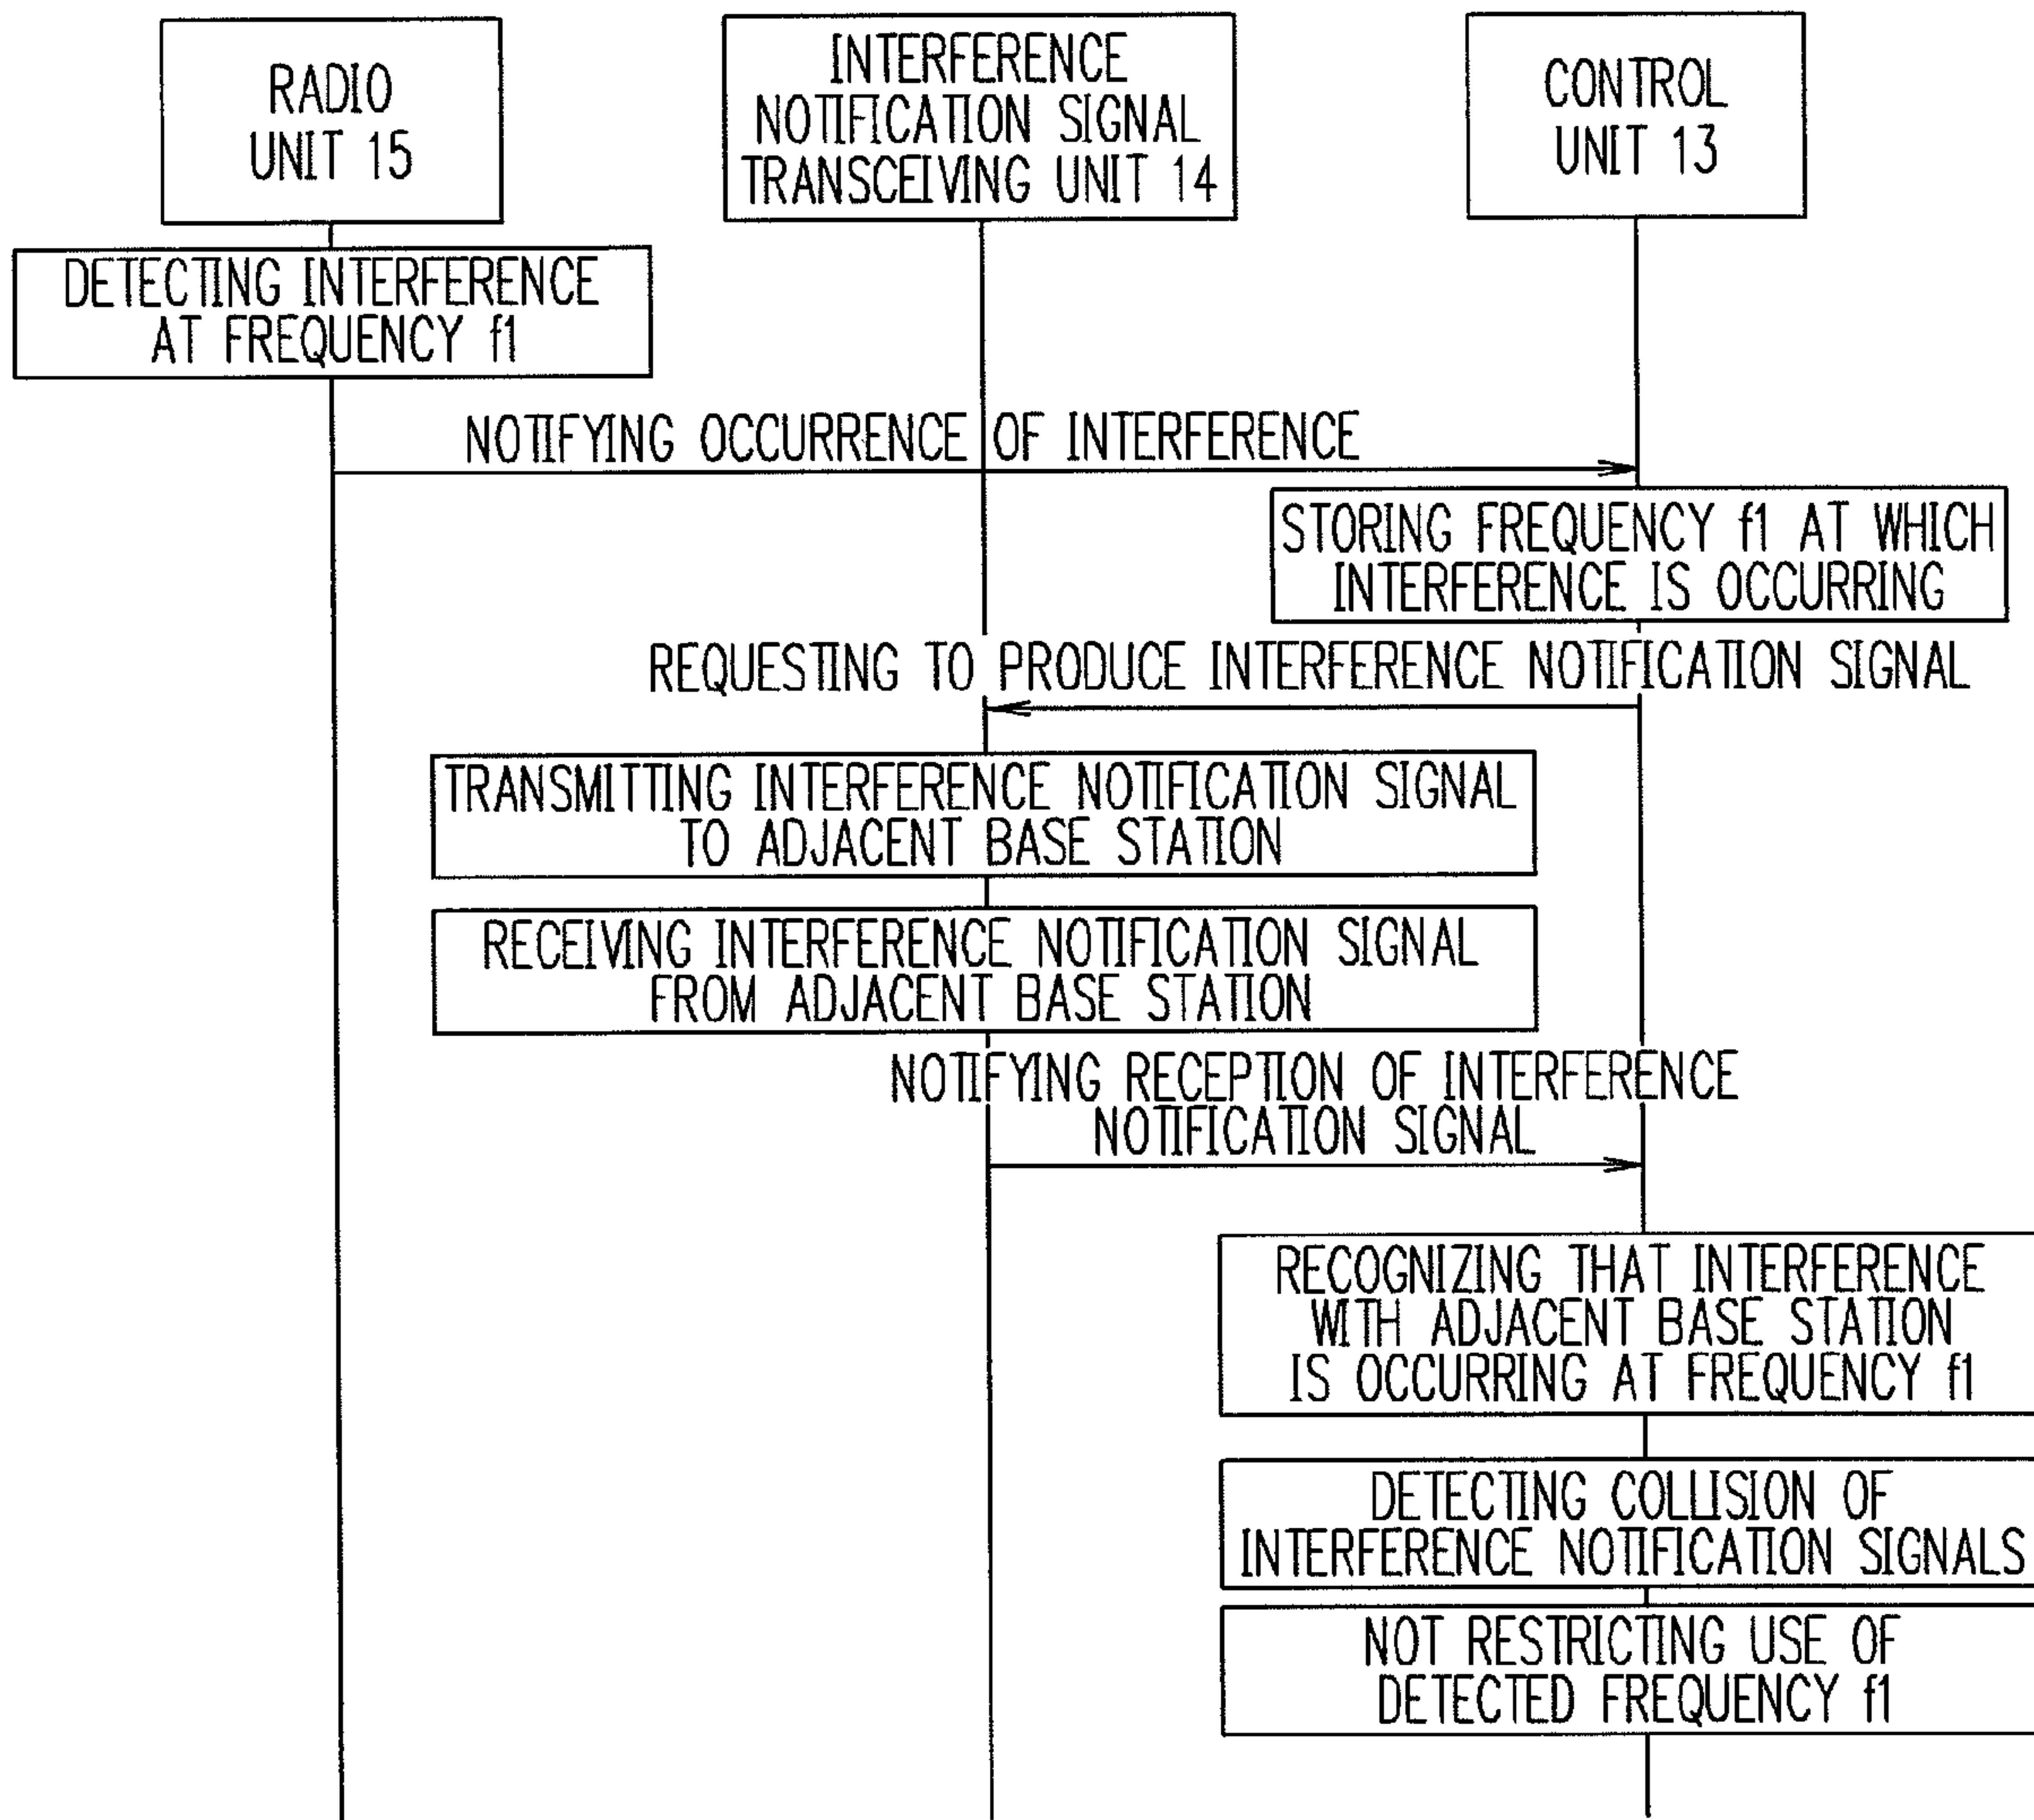 RADIO
UNIT 15
INTERFERENCE
NOTIFICATION SIGNAL
TRANSCEIVING UNIT 14
CONTROL
UNIT 13
DETECTING INTERFERENCE
AT FREQUENCY f1
NOTIFYING OCCURRENCE OF INTERFERENCE
STORING FREQUENCY f1 AT WHICH
INTERFERENCE IS OCCURRING
REQUESTING TO PRODUCE INTERFERENCE NOTIFICATION SIGNAL
TRANSMITTING INTERFERENCE NOTIFICATION SIGNAL
TO ADJACENT BASE STATION
RECEIVING INTERFERENCE NOTIFICATION SIGNAL
FROM ADJACENT BASE STATION
NOTIFYING RECEPTION OF INTERFERENCE
NOTIFICATION SIGNAL
RECOGNIZING THAT INTERFERENCE
WITH ADJACENT BASE STATION
IS OCCURRING AT FREQUENCY f1
DETECTING COLLISION OF
INTERFERENCE NOTIFICATION SIGNALS
NOT RESTRICTING USE OF
DETECTED FREQUENCY f1